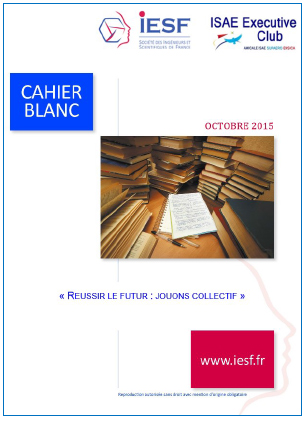 iESF
SOCIÉTÉ DES INGÉNIEURS ET
SCIENTIFIQUES DE FRANCE
ISAE Executive
Club
AMICALE ISAE SUPAERO ENSICA
CAHIER
BLANC
OCTOBRE 2015
« REUSSIR LE FUTUR : JOUONS COLLECTIF »
www.iesf.fr
Reproduction autorisée sans droit avec mention d'origine obligatoire